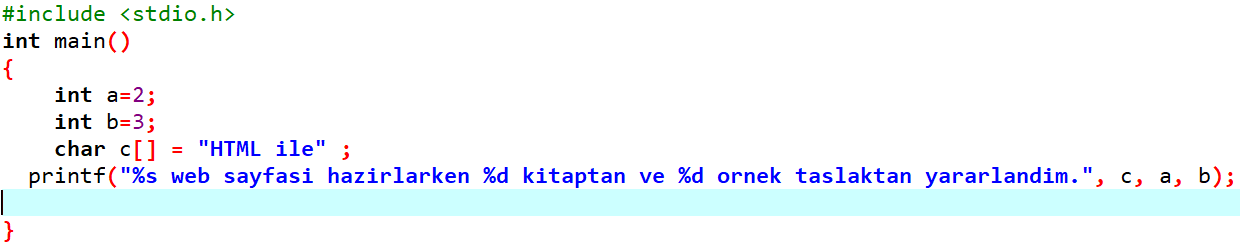 #include <stdio.h>
int main()
{
    int a=2;
    int b=3;
    char c[] = "HTML ile" ;
  printf("%s web sayfasi hazirlarken %d kitaptan ve %d ornek taslaktan yararlandim.", c, a, b);
}